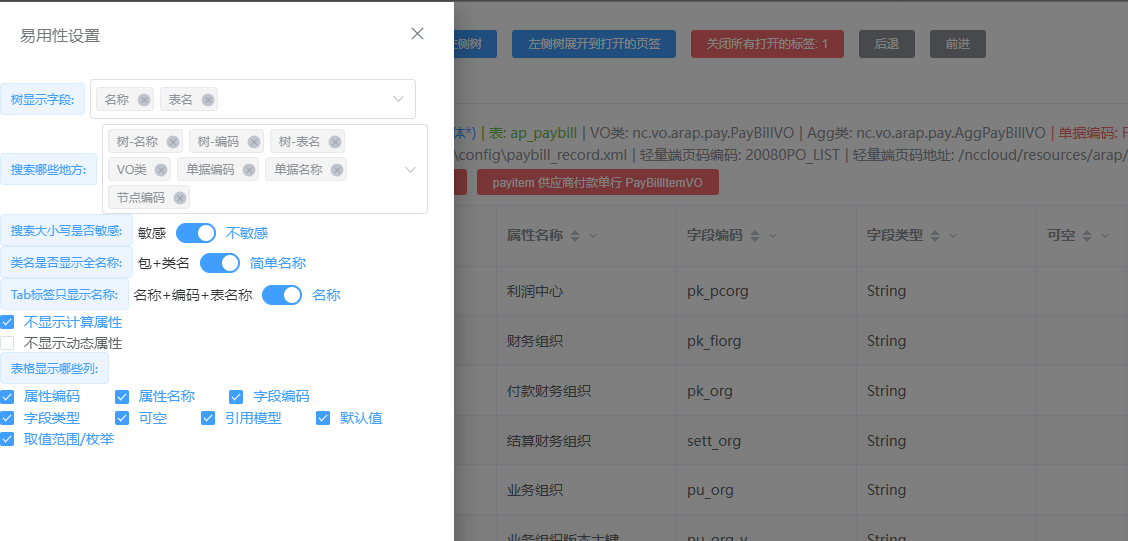 易用性设置
树显示字段:
名称
表名
搜索哪些地方:
树-名称 树-编码 树-表名
VO类 单据编码 单据名称
节点编码
搜索大小写是否敏感: 敏感 不敏感
类名是否显示全名称: 包+类名 简单名称
Tab标签只显示名称: 名称+编码+表名称 名称
不显示计算属性
不显示动态属性
表格显示哪些列:
属性编码 属性名称 字段编码
字段类型 可空 引用模型 默认值
取值范围/枚举
侧树 左侧树展开到打开的页签 关闭所有打开的标签: 1 后退 前进
体*) | 表: ap_paybill | VO类: nc.vo.arap.pay.PayBillVO | Agg类: nc.vo.arap.pay.AggPayBillVO | 单据编码: F
\config\paybill_record.xml | 轻量端页码编码: 20080PO_LIST | 轻量端页码地址: /nccloud/resources/arap/
payitem 供应商付款单行 PayBillItemVO
属性名称 字段编码 字段类型 可空
利润中心 pk_pcorg String
财务组织 pk_fiorg String
付款财务组织 pk_org String
结算财务组织 sett_org String
业务组织 pu_org String
业务组织版本主键 pu_org_v String